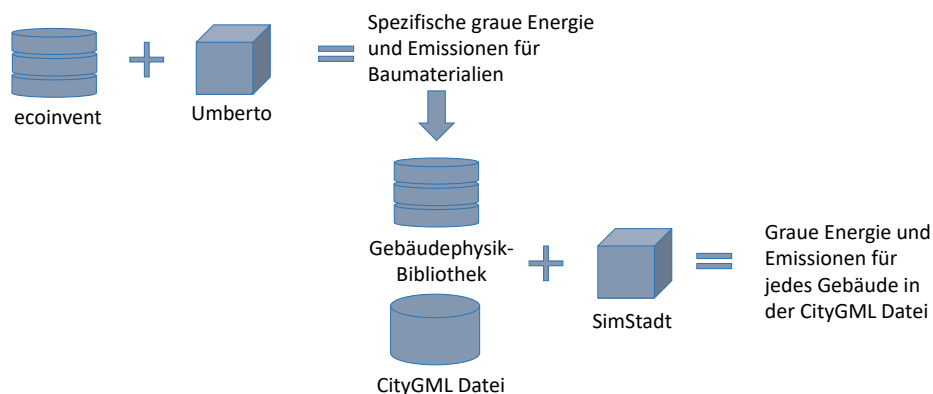 ecoinvent
Umberto
Spezifische graue Energie
und Emissionen für
Baumaterialien
Gebäudephysik-
Bibliothek
CityGML Datei
SimStadt
Graue Energie und
Emissionen für
jedes Gebäude in
der CityGML Datei